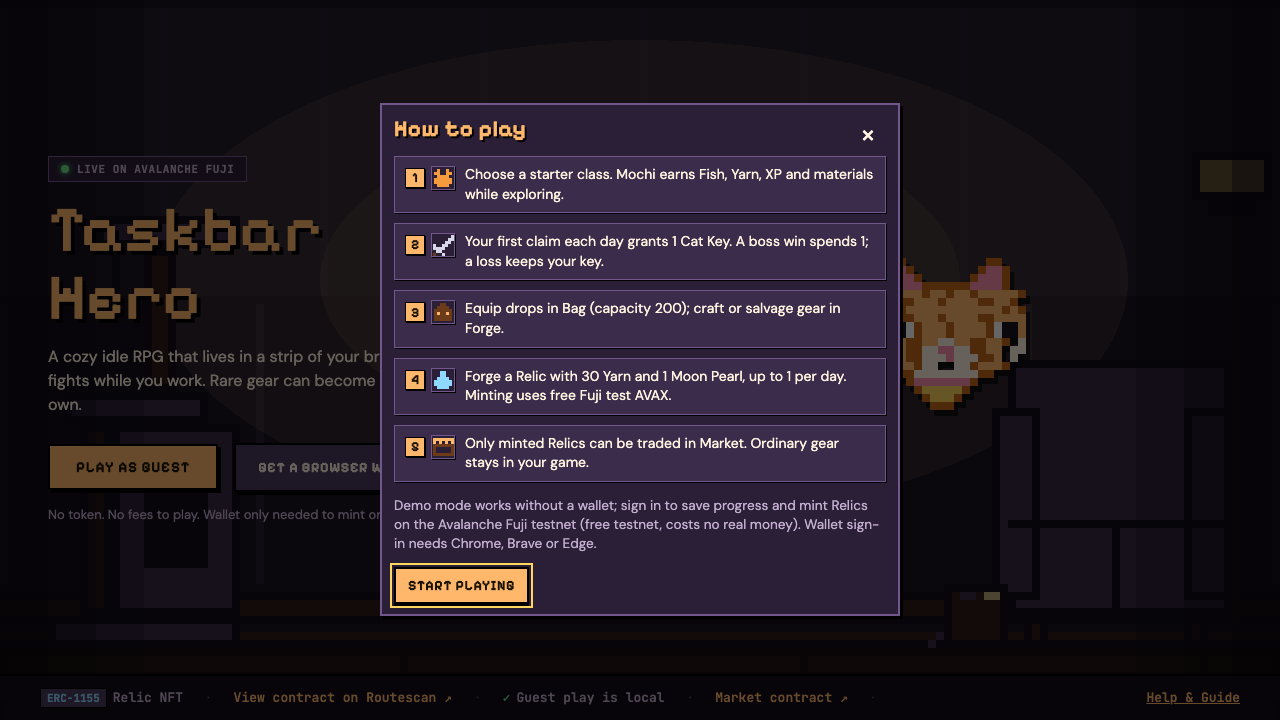 How to play
×
1 Choose a starter class. Mochi earns Fish, Yarn, XP and materials
while exploring.
2 Your first claim each day grants 1 Cat Key. A boss win spends 1;
a loss keeps your key.
3 Equip drops in Bag (capacity 200); craft or salvage gear in
Forge.
4 Forge a Relic with 30 Yarn and 1 Moon Pearl, up to 1 per day.
Minting uses free Fuji test AVAX.
5 Only minted Relics can be traded in Market. Ordinary gear
stays in your game.
Demo mode works without a wallet; sign in to save progress and mint Relics
on the Avalanche Fuji testnet (free testnet, costs no real money). Wallet sign-
in needs Chrome, Brave or Edge.
START PLAYING
LIVE ON AVALANCHE FUJI
Taskbar
Hero
A cozy idle RPG that lives in a strip of your
fights while you work. Rare gear can become
own.
PLAY AS GUEST
GET A BROWSER
No token. No fees to play. Wallet only needed to mint
ERC-1155 Relic NFT · View contract on Routescan ↗ · ✓ Guest play is local · Market contract ↗ · Help & Guide